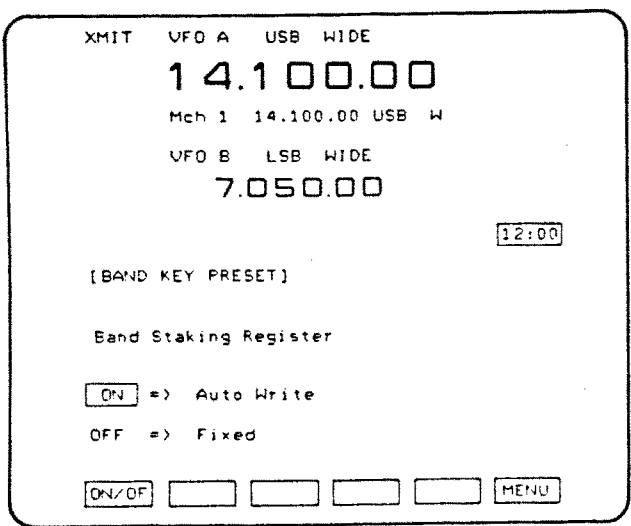 XMIT VFO A USB WIDE
14.100.00
Mch 1 14.100.00 USB W
VFO B LSB WIDE
7.050.00
12:00
[BAND KEY PRESET]
Band Staking Register
ON => Auto Write
OFF => Fixed
ON/OF MENU